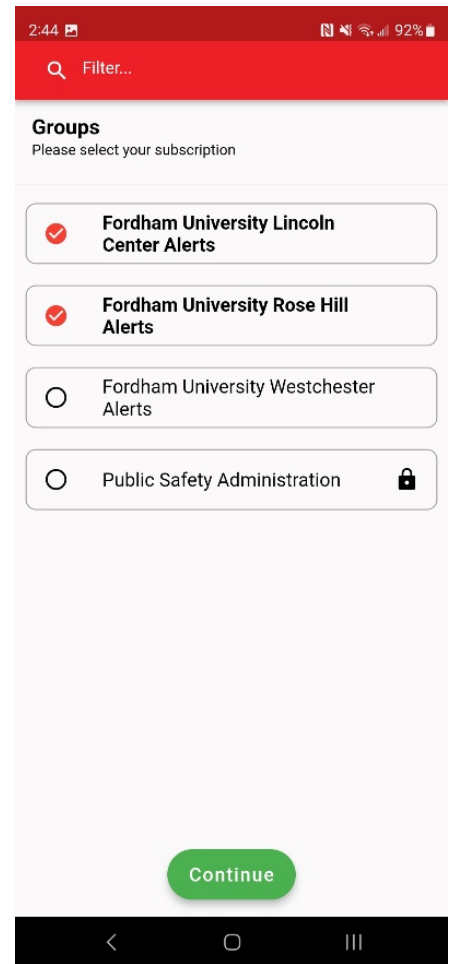 2:44 92%
Filter...
Groups
Please select your subscription
Fordham University Lincoln
Center Alerts
Fordham University Rose Hill
Alerts
Fordham University Westchester
Alerts
Public Safety Administration
Continue